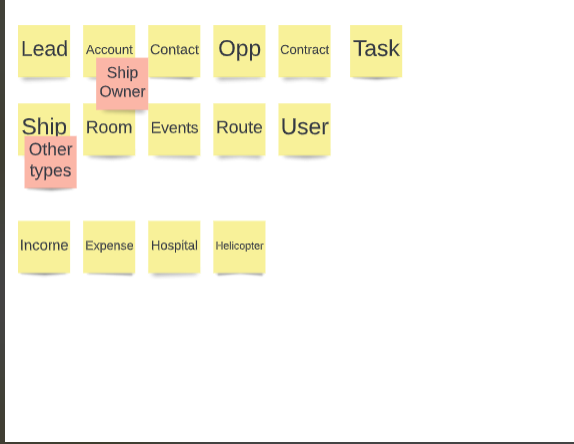 Lead Account Contact Opp Contract Task
Ship
Owner
Ship Room Events Route User
Other
types
Income Expense Hospital Helicopter